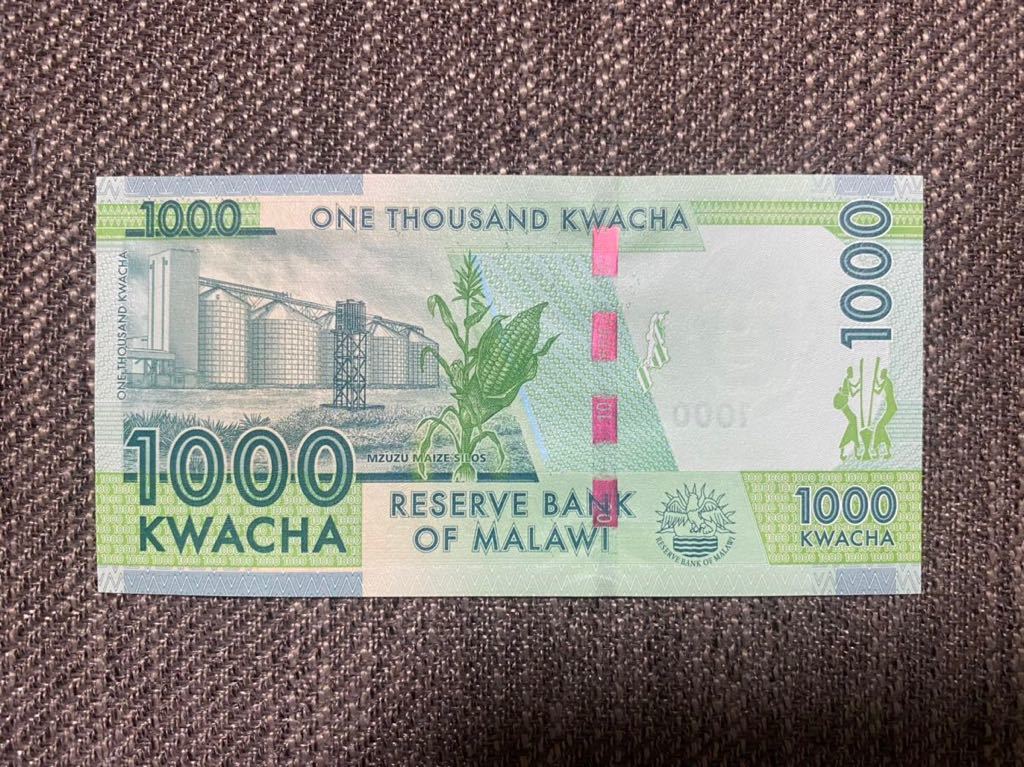 1000
ONE THOUSAND KWACHA
1000
ONE THOUSAND KWACHA
1000
KWACHA
MZUZU MAIZE SILOS
RESERVE BANK
OF MALAWI
RESERVE BANK OF MALAWI
1000
1000
KWACHA